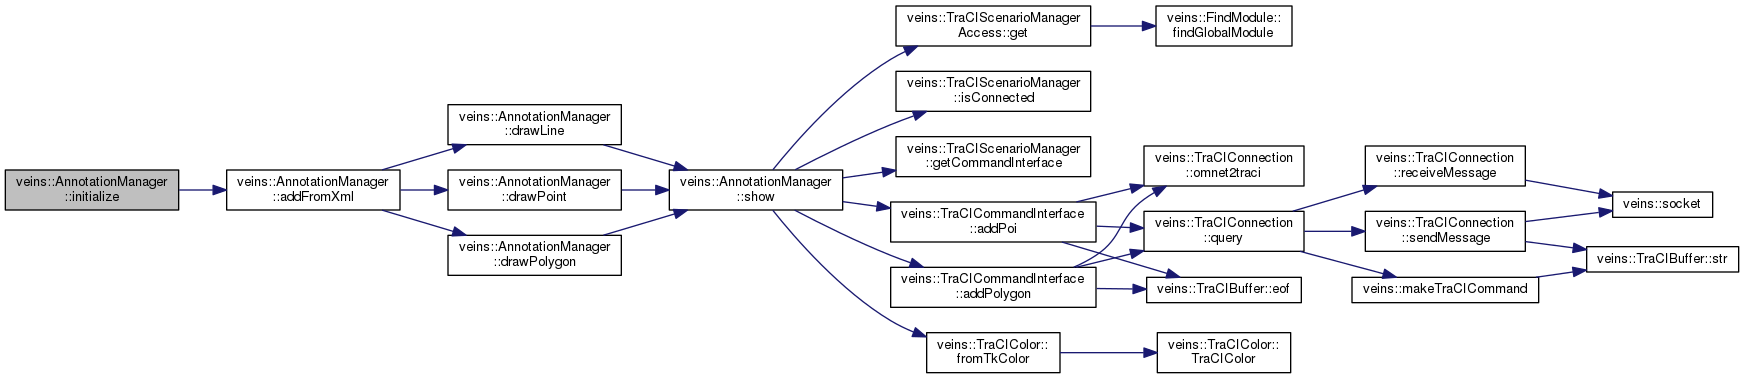 veins::AnnotationManager
::initialize
veins::AnnotationManager
::addFromXml
veins::AnnotationManager
::drawLine
veins::AnnotationManager
::drawPoint
veins::AnnotationManager
::drawPolygon
veins::AnnotationManager
::show
veins::TraCIScenarioManager
Access::get
veins::FindModule::
findGlobalModule
veins::TraCIScenarioManager
::isConnected
veins::TraCIScenarioManager
::getCommandInterface
veins::TraCICommandInterface
::addPoi
veins::TraCICommandInterface
::addPolygon
veins::TraCIColor::
fromTkColor
veins::TraCIConnection
::omnet2traci
veins::TraCIConnection
::query
veins::TraCIBuffer::eof
veins::TraCIColor::
TraCIColor
veins::TraCIConnection
::receiveMessage
veins::TraCIConnection
::sendMessage
veins::makeTraCICommand
veins::socket
veins::TraCIBuffer::str